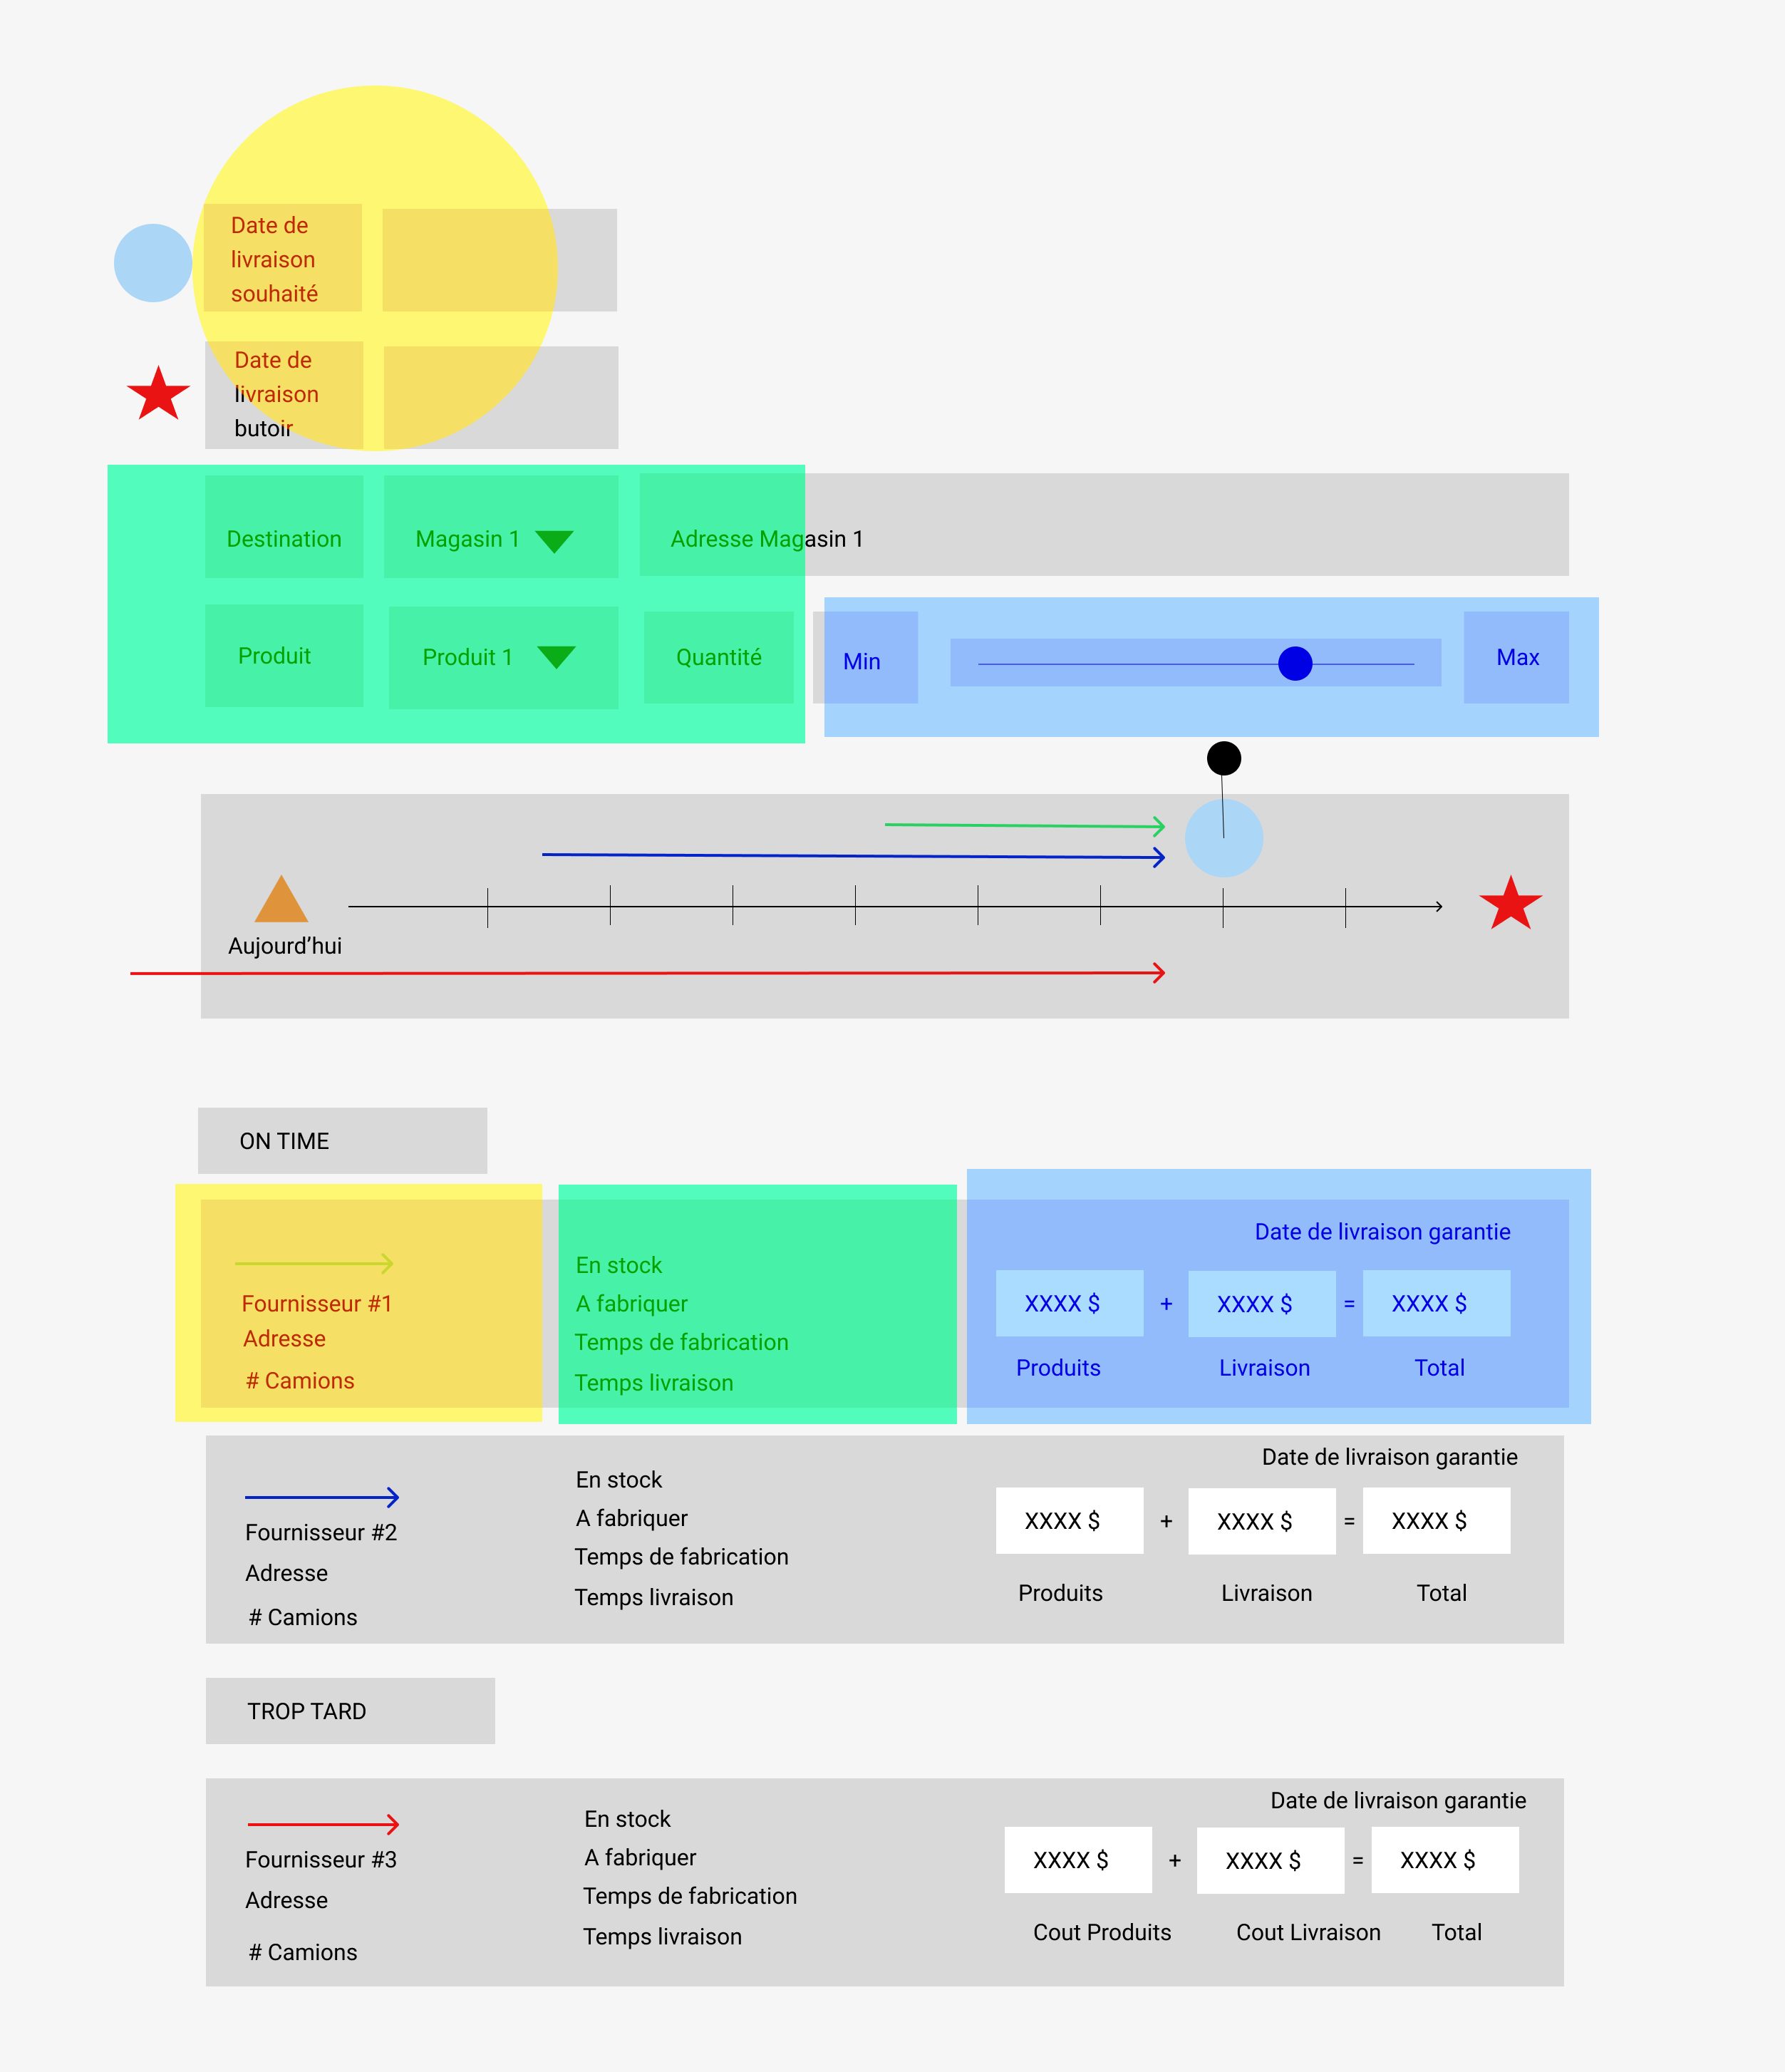 Date de
livraison
souhaité
Date de
livraison
butoir
Destination
Magasin 1
Adresse Magasin 1
Produit
Produit 1
Quantité
Min
Max
Aujourd’hui
ON TIME
Date de livraison garantie
Fournisseur #1
Adresse
# Camions
En stock
A fabriquer
Temps de fabrication
Temps livraison
XXXX $ + XXXX $ = XXXX $
Produits Livraison Total
Date de livraison garantie
Fournisseur #2
Adresse
# Camions
En stock
A fabriquer
Temps de fabrication
Temps livraison
XXXX $ + XXXX $ = XXXX $
Produits Livraison Total
TROP TARD
Date de livraison garantie
Fournisseur #3
Adresse
# Camions
En stock
A fabriquer
Temps de fabrication
Temps livraison
XXXX $ + XXXX $ = XXXX $
Cout Produits Cout Livraison Total